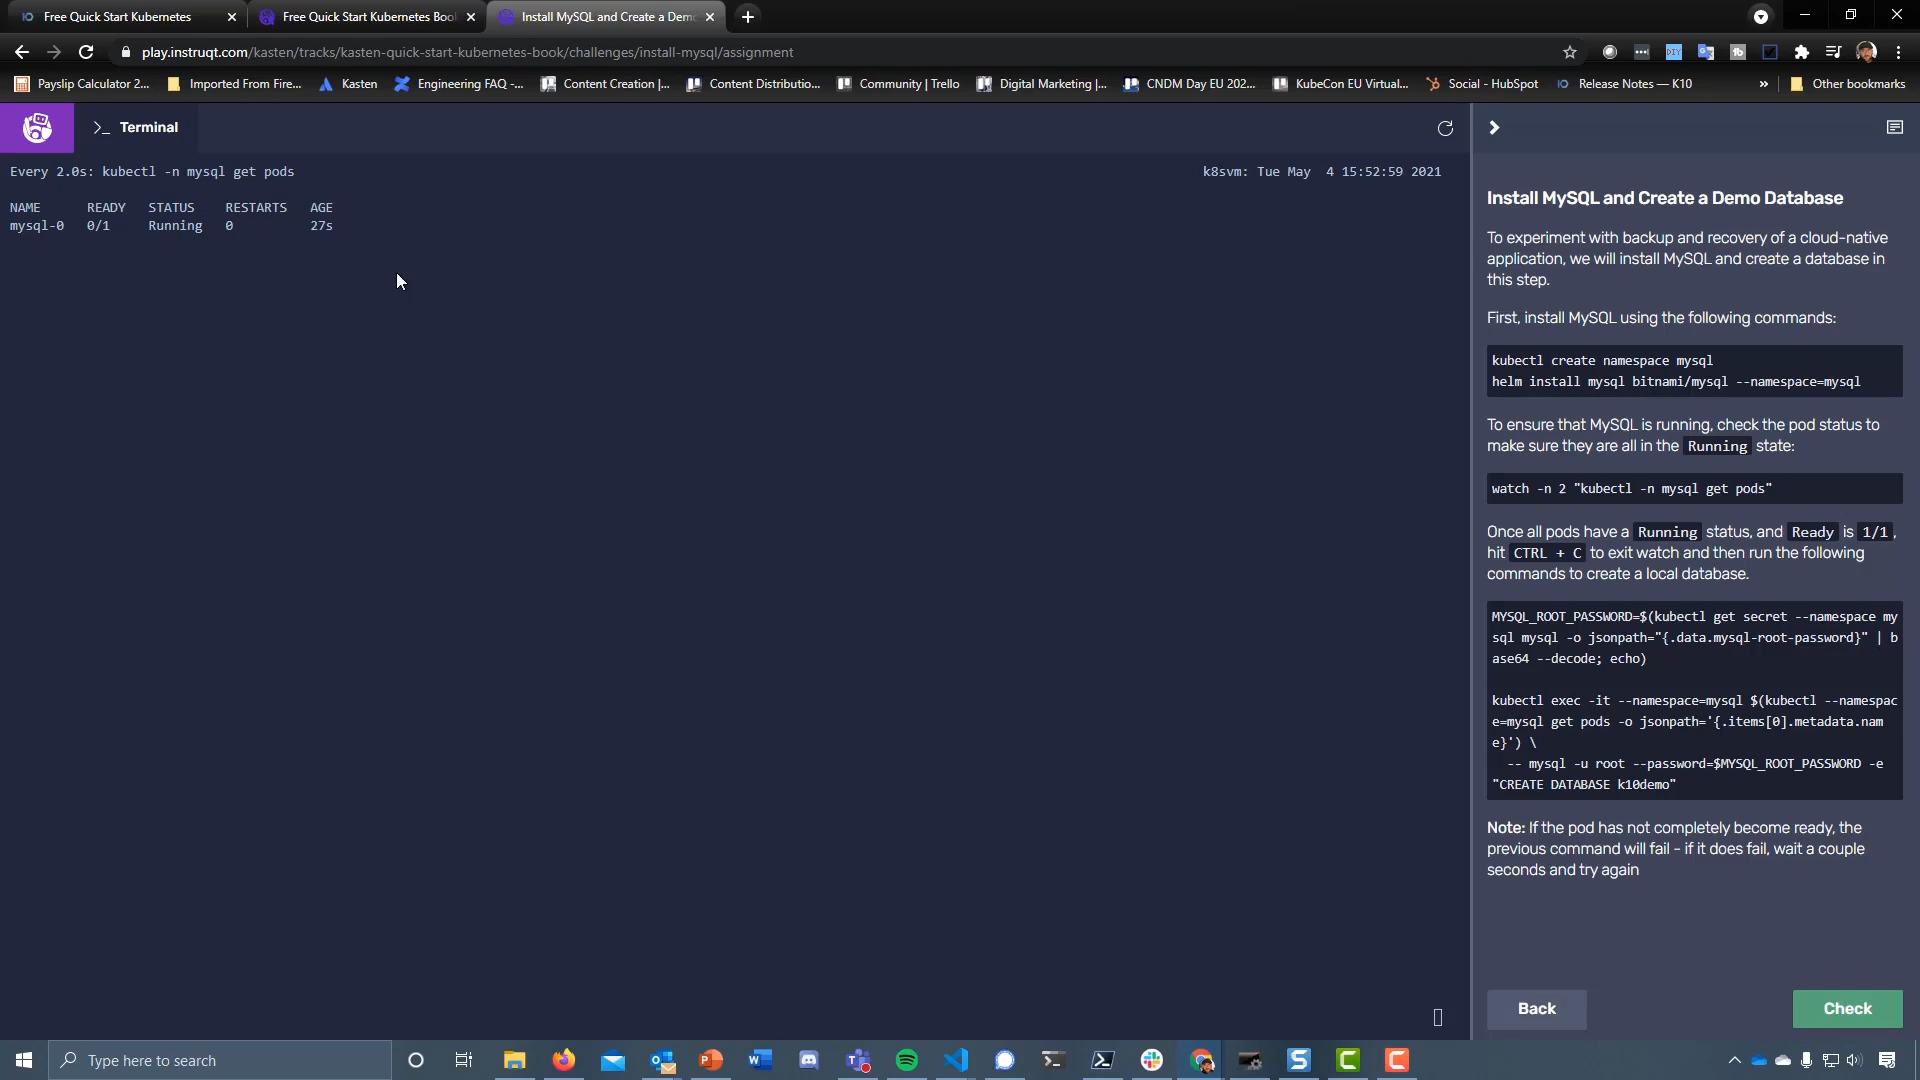 Free Quick Start Kubernetes
Free Quick Start Kubernetes Boo
Install MySQL and Create a Dem
play.instruqt.com/kasten/tracks/kasten-quick-start-kubernetes-book/challenges/install-mysql/assignment
Payslip Calculator 2...
Imported From Fire...
Kasten
Engineering FAQ -...
Content Creation |...
Content Distributio...
Community | Trello
Digital Marketing |...
CNDM Day EU 202...
KubeCon EU Virtual...
Social - HubSpot
Release Notes — K10
»
Other bookmarks
>_ Terminal
Every 2.0s: kubectl -n mysql get pods
k8svm: Tue May  4 15:52:59 2021
NAME READY STATUS RESTARTS AGE
mysql-0 0/1 Running 0 27s
Install MySQL and Create a Demo Database
To experiment with backup and recovery of a cloud-native
application, we will install MySQL and create a database in
this step.
First, install MySQL using the following commands:
kubectl create namespace mysql
helm install mysql bitnami/mysql --namespace=mysql
To ensure that MySQL is running, check the pod status to
make sure they are all in the Running state:
watch -n 2 "kubectl -n mysql get pods"
Once all pods have a Running status, and Ready is 1/1,
hit CTRL + C to exit watch and then run the following
commands to create a local database.
MYSQL_ROOT_PASSWORD=$(kubectl get secret --namespace my
sql mysql -o jsonpath="{.data.mysql-root-password}" | b
ase64 --decode; echo)
kubectl exec -it --namespace=mysql $(kubectl --namespac
e=mysql get pods -o jsonpath='{.items[0].metadata.nam
e}') \
-- mysql -u root --password=$MYSQL_ROOT_PASSWORD -e
"CREATE DATABASE k10demo"
Note: If the pod has not completely become ready, the
previous command will fail - if it does fail, wait a couple
seconds and try again
Back
Check
Type here to search